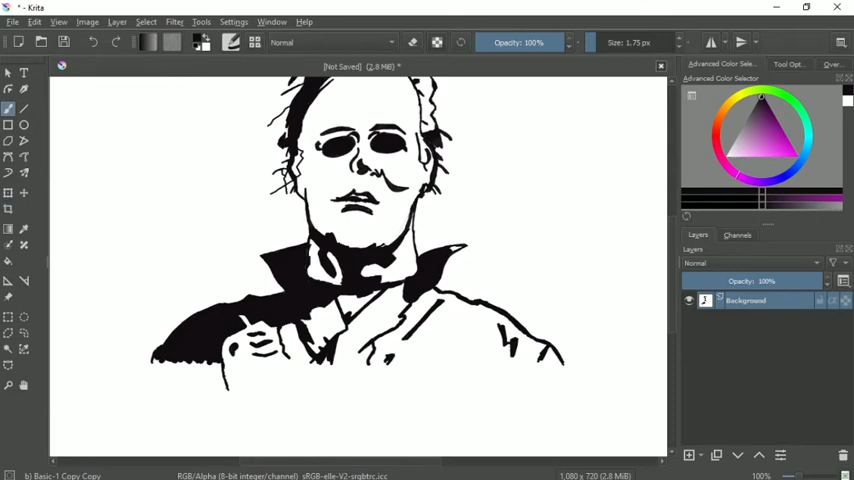 * - Krita
File Edit View Image Layer Select Filter Tools Settings Window Help
Normal Opacity: 100% Size: 1.75 px
[Not Saved] (2.8 MiB) *
Advanced Color Selec... Tool Opt... Over...
Advanced Color Selector
Layers Channels
Layers
Normal
Opacity: 100%
Background
b) Basic-1 Copy Copy RGB/Alpha (8-bit integer/channel) sRGB-elle-V2-srgbtrc.icc 1,080 x 720 (2.8 MiB) 100%